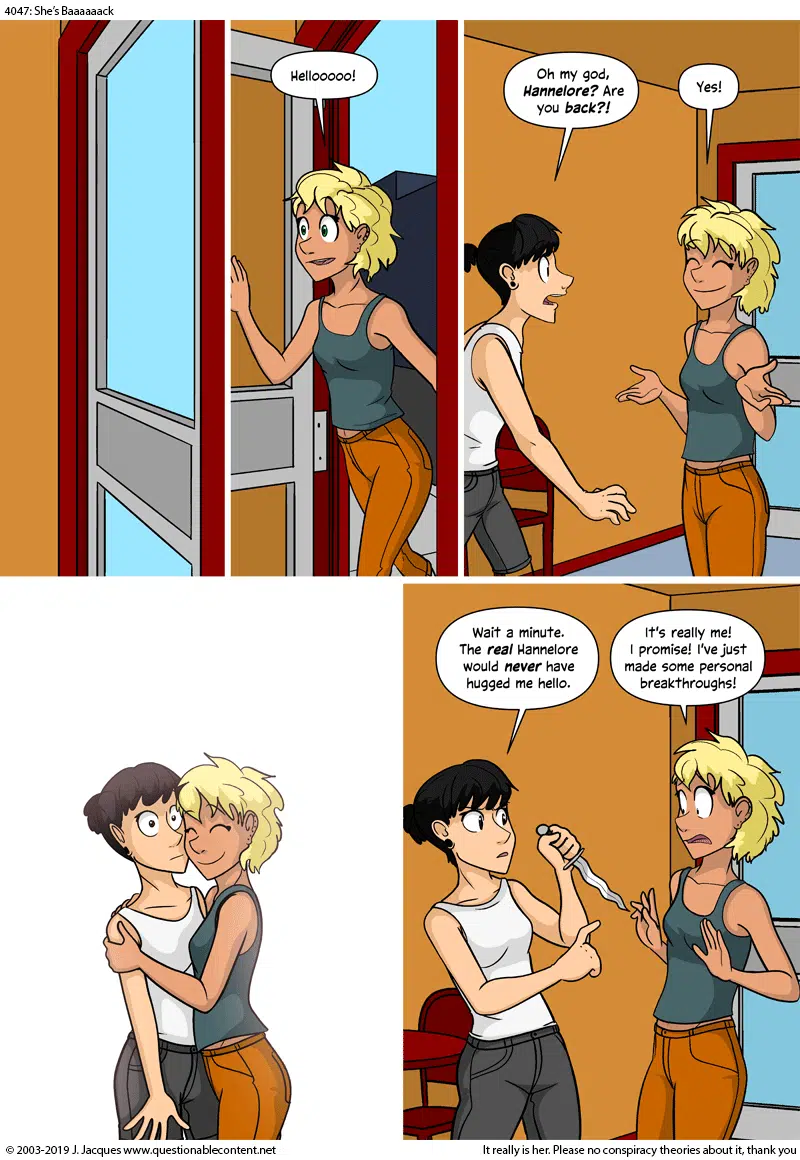 4047: She's Baaaaaack
Hellooooo!
Oh my god,
Hannelore? Are
you back?!
Yes!
Wait a minute.
The real Hannelore
would never have
hugged me hello.
It's really me!
I promise! I've just
made some personal
breakthroughs!
© 2003-2019 J. Jacques www.questionablecontent.net
It really is her. Please no conspiracy theories about it, thank you